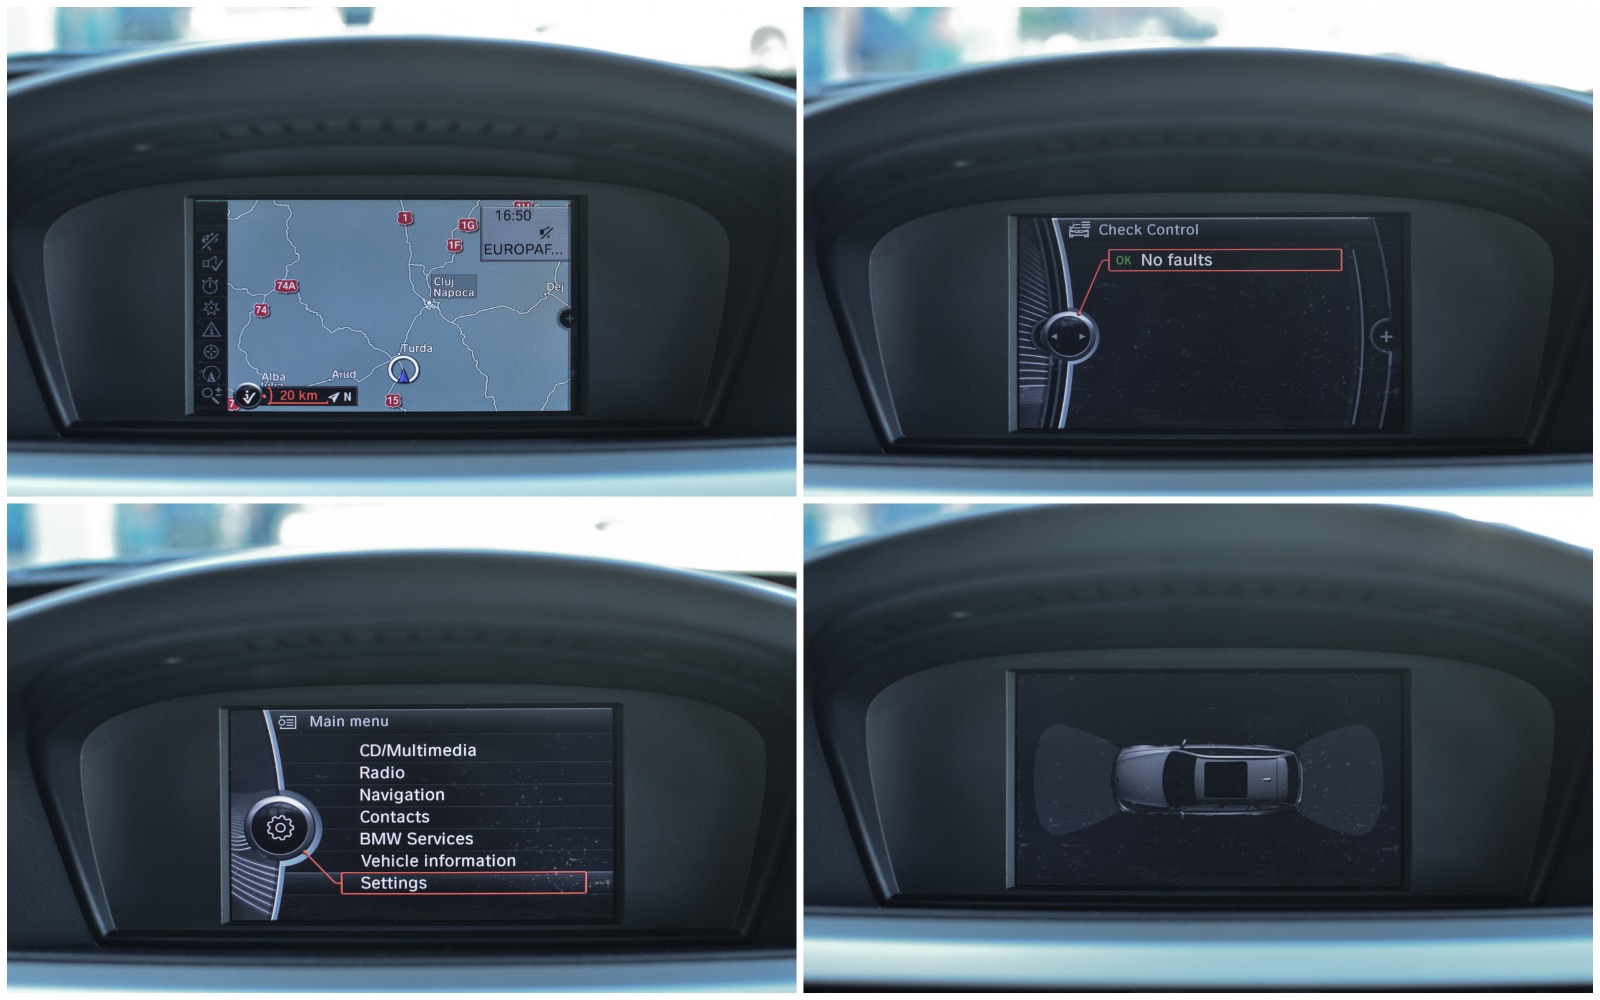 1
1G
16:50
1F
EUROPAF...
Cluj
Napoca
74A
Dej
74
Turda
Alba
Iulia
Aiud
20 km
N
15
Check Control
OK No faults
Main menu
CD/Multimedia
Radio
Navigation
Contacts
BMW Services
Vehicle information
Settings